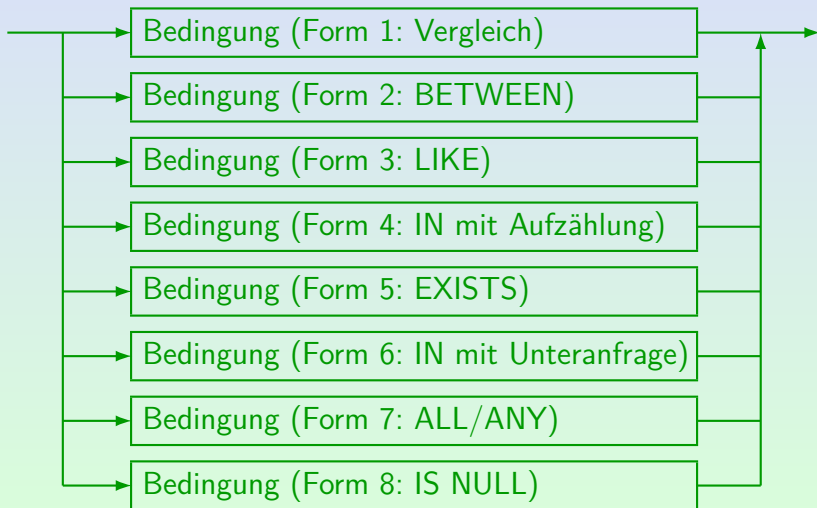 Bedingung (Form 1: Vergleich)
Bedingung (Form 2: BETWEEN)
Bedingung (Form 3: LIKE)
Bedingung (Form 4: IN mit Aufzählung)
Bedingung (Form 5: EXISTS)
Bedingung (Form 6: IN mit Unteranfrage)
Bedingung (Form 7: ALL/ANY)
Bedingung (Form 8: IS NULL)